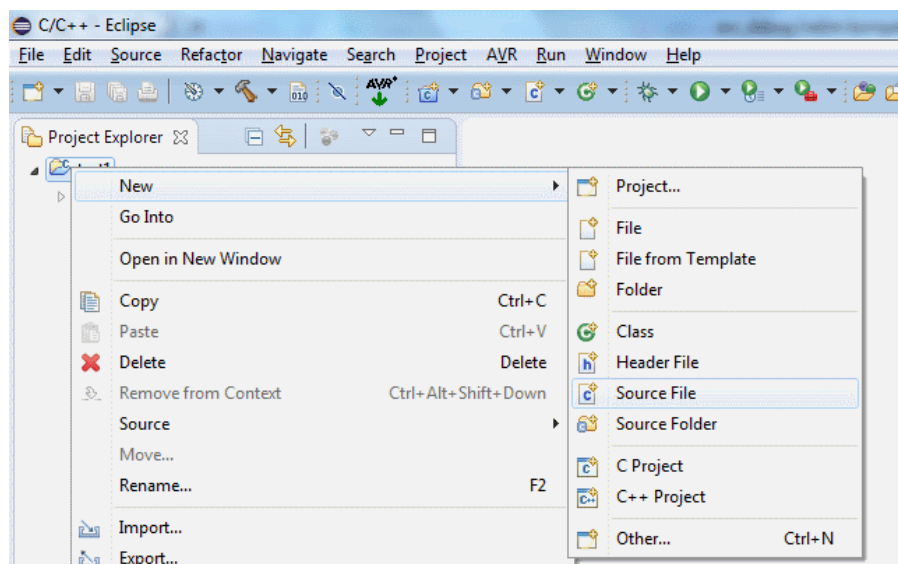 C/C++ - Eclipse
File Edit Source Refactor Navigate Search Project AVR Run Window Help
010 AVR
Project Explorer
New
Go Into
Open in New Window
Copy Ctrl+C
Paste Ctrl+V
Delete Delete
Remove from Context Ctrl+Alt+Shift+Down
Source
Move...
Rename... F2
Import...
Export...
Project...
File
File from Template
Folder
Class
Header File
Source File
Source Folder
C Project
C++ Project
Other... Ctrl+N